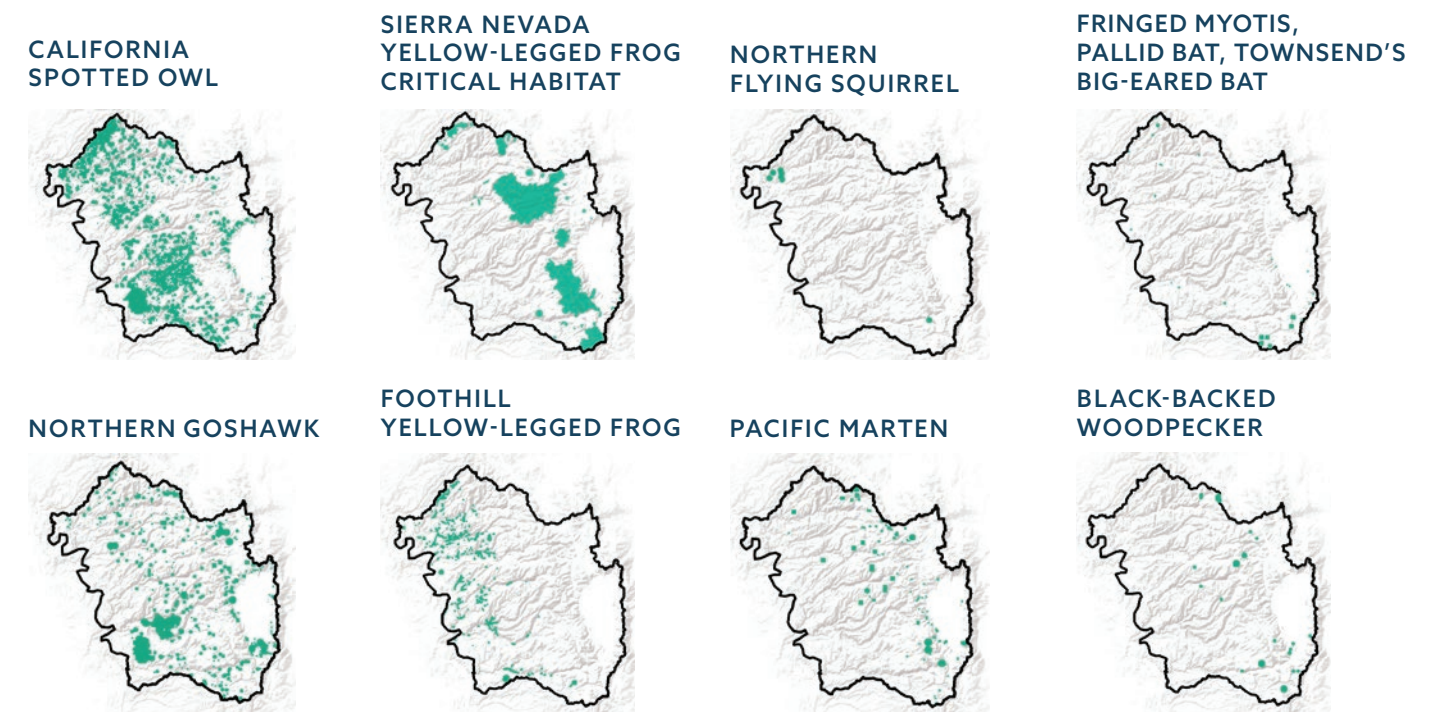 CALIFORNIA
SPOTTED OWL
SIERRA NEVADA
YELLOW-LEGGED FROG
CRITICAL HABITAT
NORTHERN
FLYING SQUIRREL
FRINGED MYOTIS,
PALLID BAT, TOWNSEND'S
BIG-EARED BAT
NORTHERN GOSHAWK
FOOTHILL
YELLOW-LEGGED FROG
PACIFIC MARTEN
BLACK-BACKED
WOODPECKER